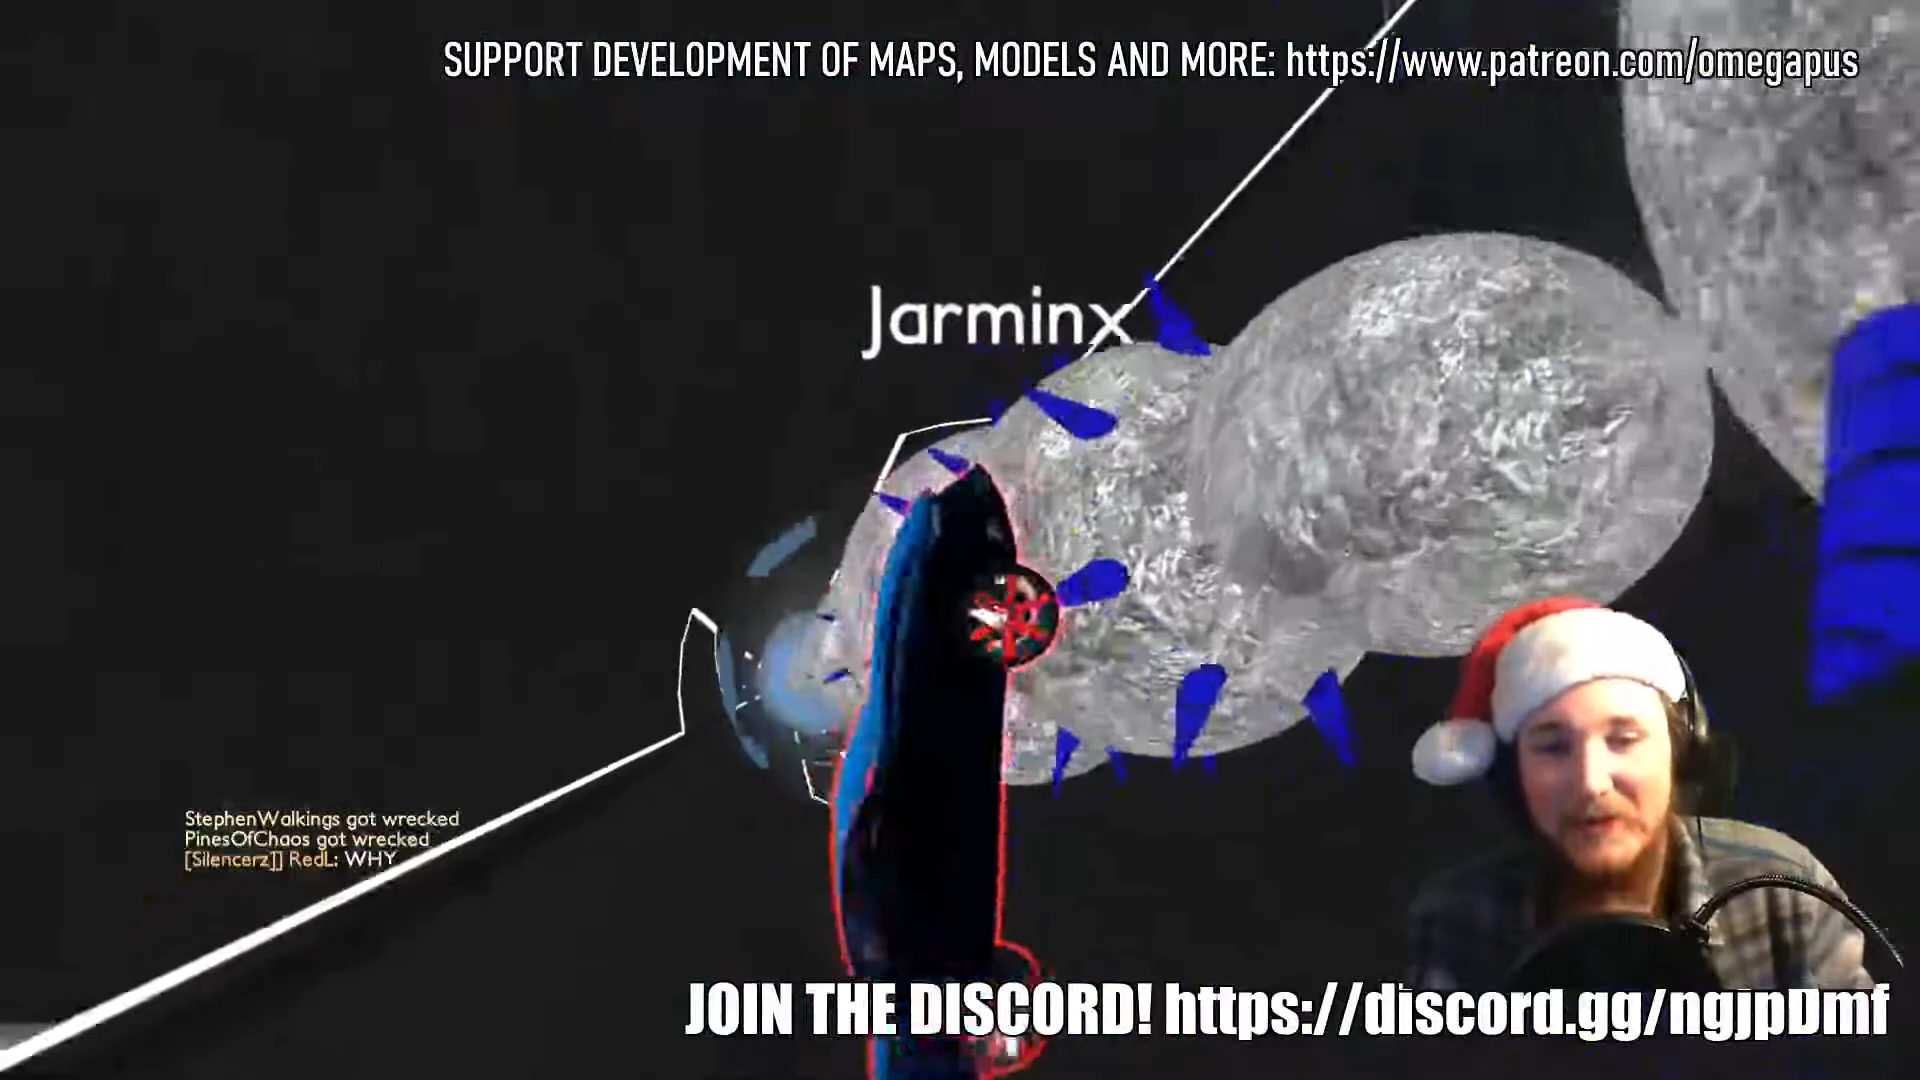 SUPPORT DEVELOPMENT OF MAPS, MODELS AND MORE: https://www.patreon.com/omegapus
Jarminx
StephenWalkings got wrecked
PinesOfChaos got wrecked
[Silencerz]] RedL: WHY
JOIN THE DISCORD! https://discord.gg/ngjpDmf